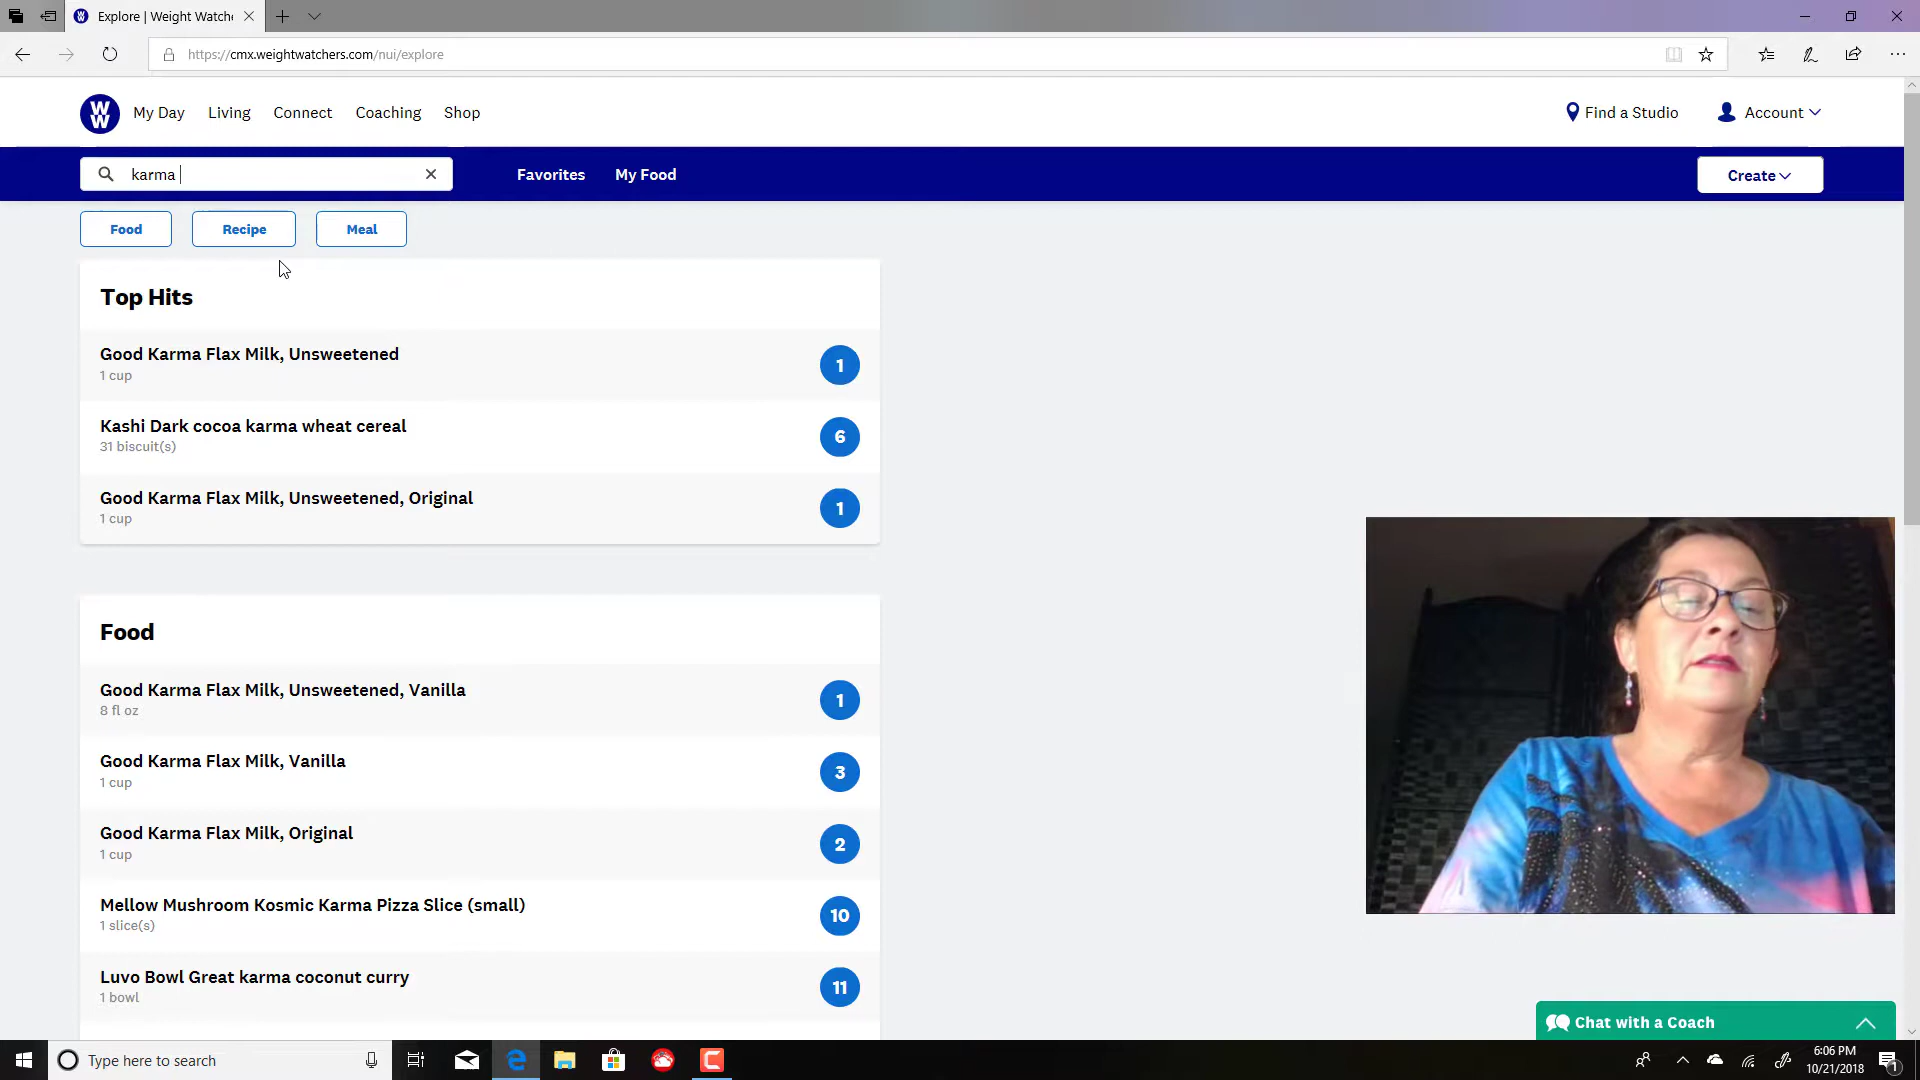 Explore | Weight Watche
https://cmx.weightwatchers.com/nui/explore
WW My Day Living Connect Coaching Shop Find a Studio Account
karma Favorites My Food Create
Food Recipe Meal
Top Hits
Good Karma Flax Milk, Unsweetened
1 cup
1
Kashi Dark cocoa karma wheat cereal
31 biscuit(s)
6
Good Karma Flax Milk, Unsweetened, Original
1 cup
1
Food
Good Karma Flax Milk, Unsweetened, Vanilla
8 fl oz
1
Good Karma Flax Milk, Vanilla
1 cup
3
Good Karma Flax Milk, Original
1 cup
2
Mellow Mushroom Kosmic Karma Pizza Slice (small)
1 slice(s)
10
Luvo Bowl Great karma coconut curry
1 bowl
11
Chat with a Coach
Type here to search
6:06 PM
10/21/2018
1